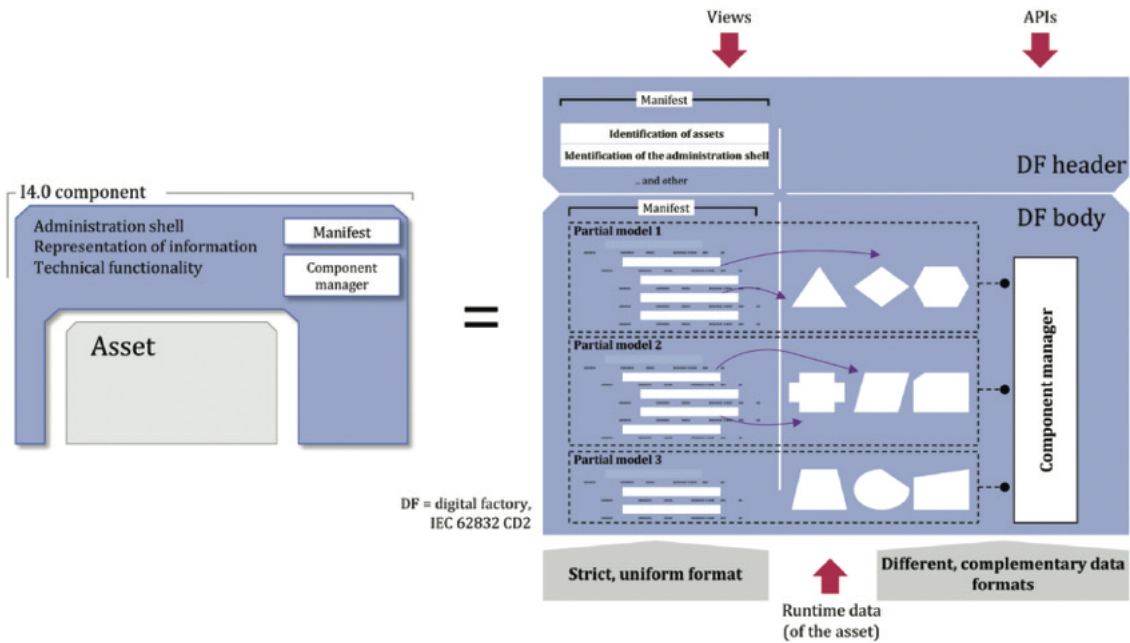 Views
APIs
Manifest
Identification of assets
Identification of the administration shell
... and other
DF header
I4.0 component
Administration shell
Representation of information
Technical functionality
Manifest
Component
manager
Asset
=
DF body
Manifest
Partial model 1
Partial model 2
Partial model 3
Component manager
DF = digital factory,
IEC 62832 CD2
Strict, uniform format
Different, complementary data
formats
Runtime data
(of the asset)